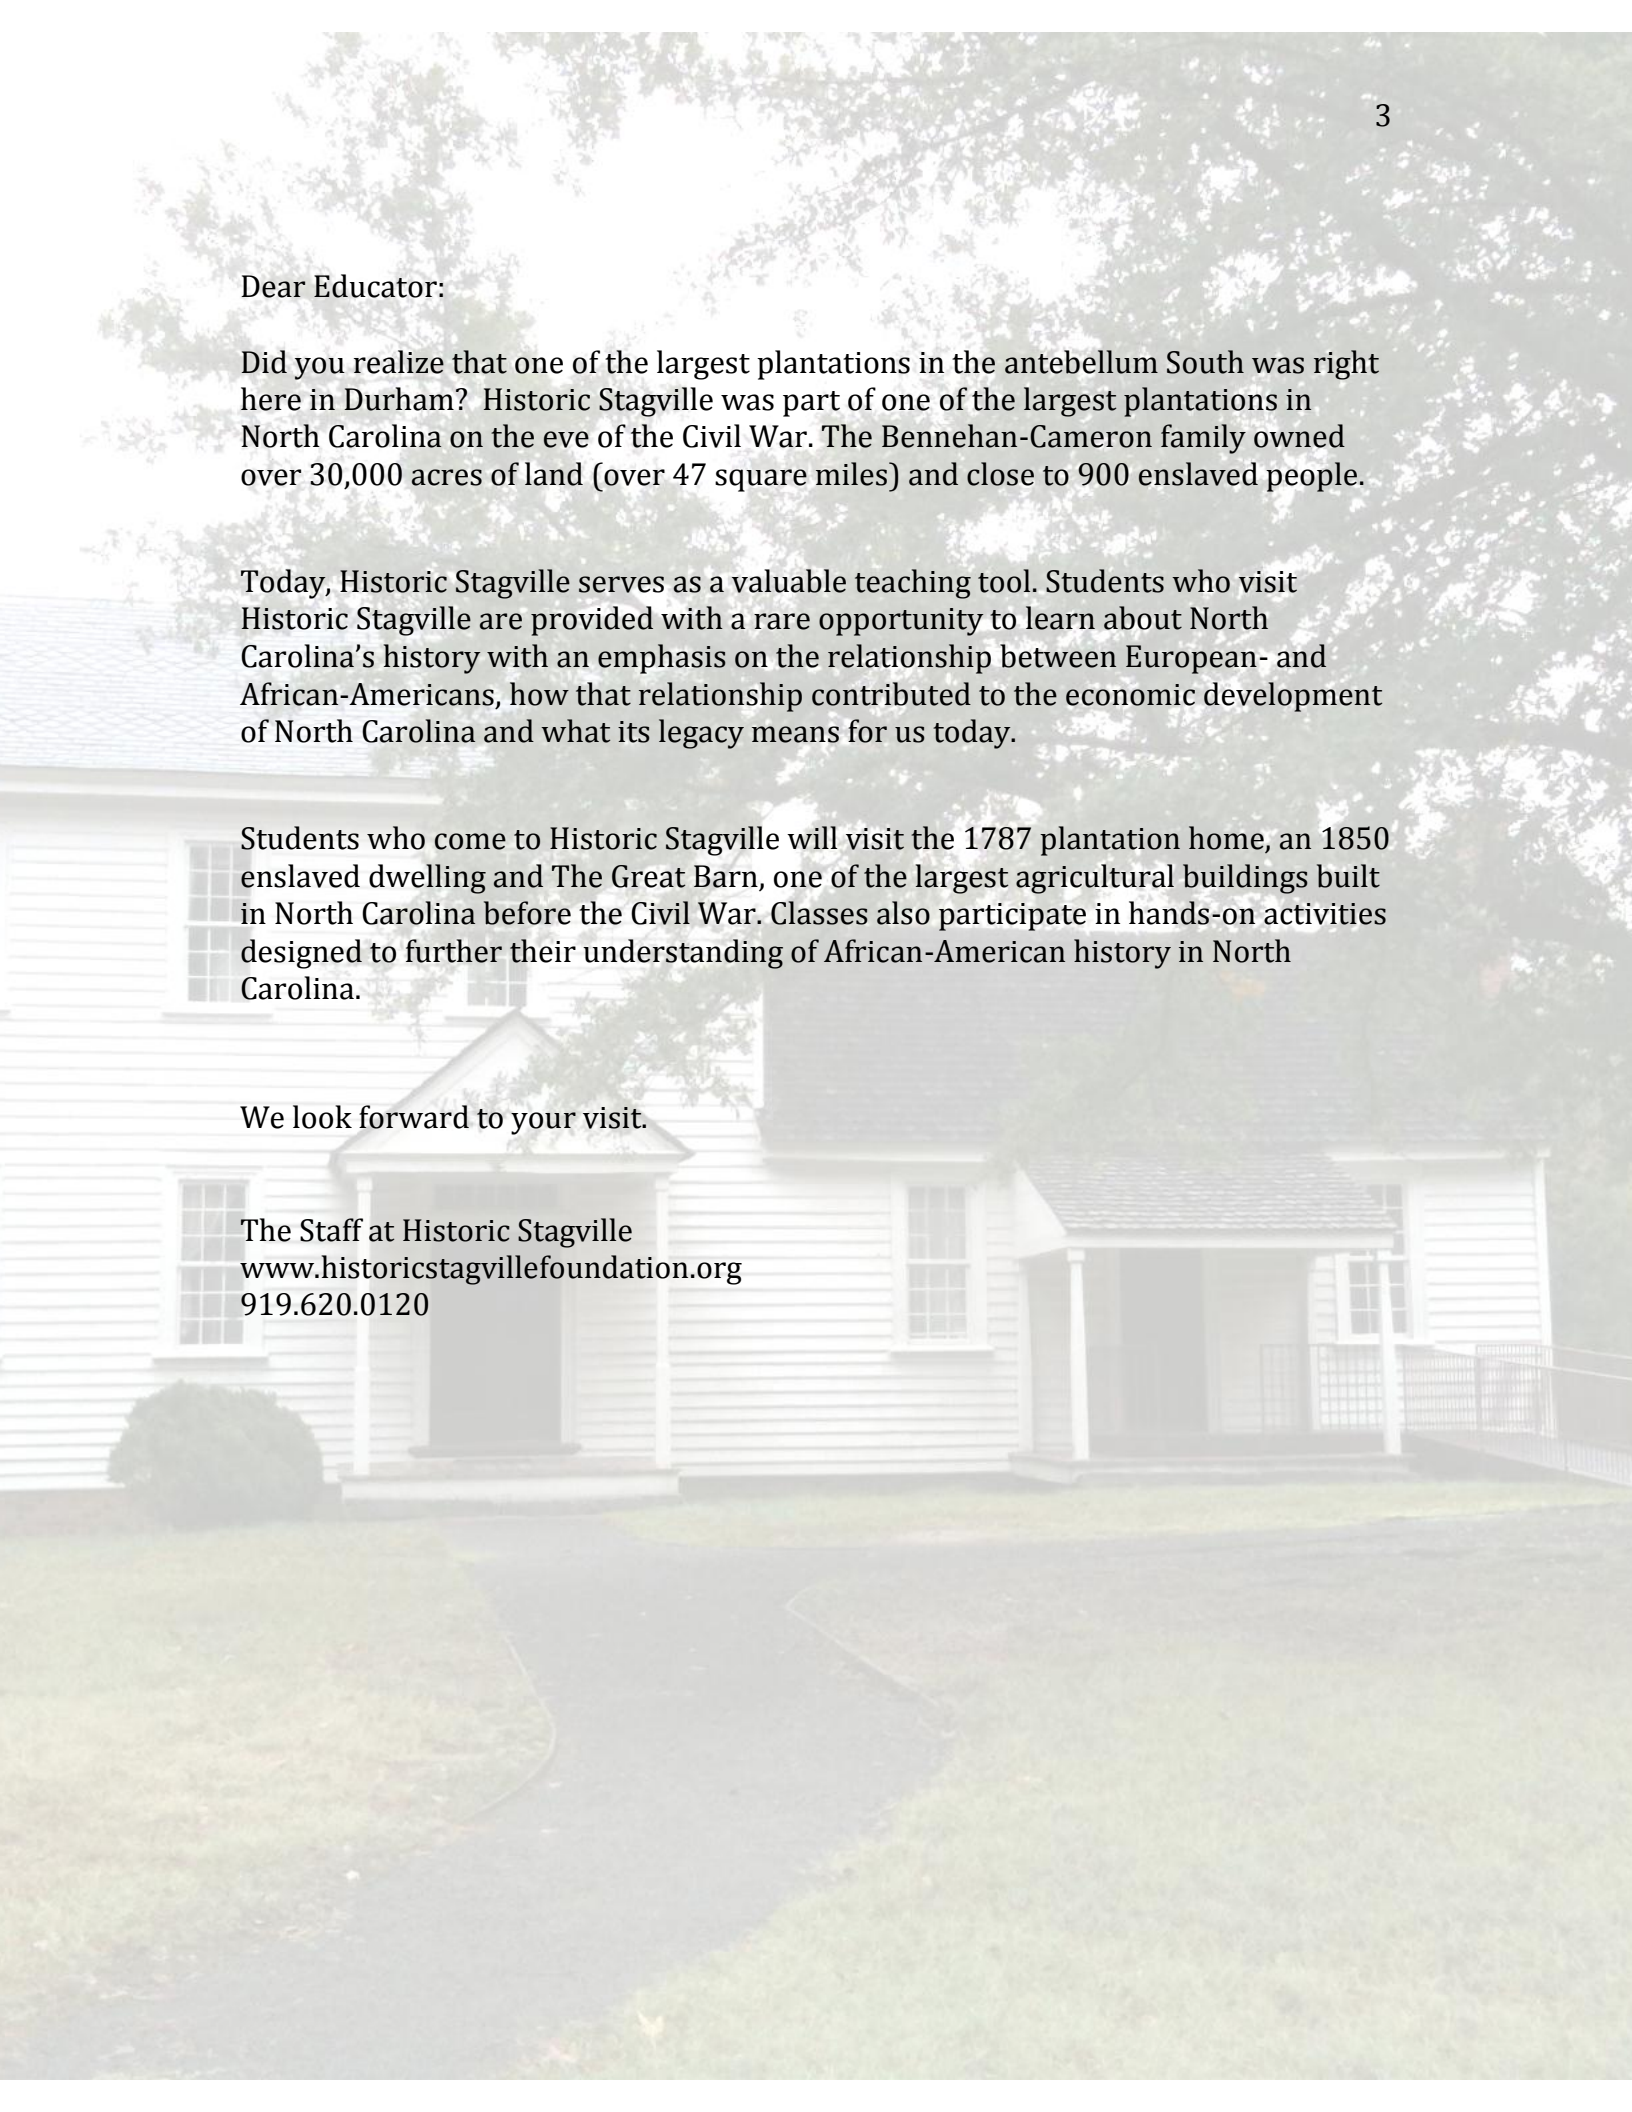 3
Dear Educator:
Did you realize that one of the largest plantations in the antebellum South was right
here in Durham?  Historic Stagville was part of one of the largest plantations in
North Carolina on the eve of the Civil War. The Bennehan-Cameron family owned
over 30,000 acres of land (over 47 square miles) and close to 900 enslaved people.
Today, Historic Stagville serves as a valuable teaching tool. Students who visit
Historic Stagville are provided with a rare opportunity to learn about North
Carolina’s history with an emphasis on the relationship between European- and
African-Americans, how that relationship contributed to the economic development
of North Carolina and what its legacy means for us today.
Students who come to Historic Stagville will visit the 1787 plantation home, an 1850
enslaved dwelling and The Great Barn, one of the largest agricultural buildings built
in North Carolina before the Civil War. Classes also participate in hands-on activities
designed to further their understanding of African-American history in North
Carolina.
We look forward to your visit.
The Staff at Historic Stagville
www.historicstagvillefoundation.org
919.620.0120